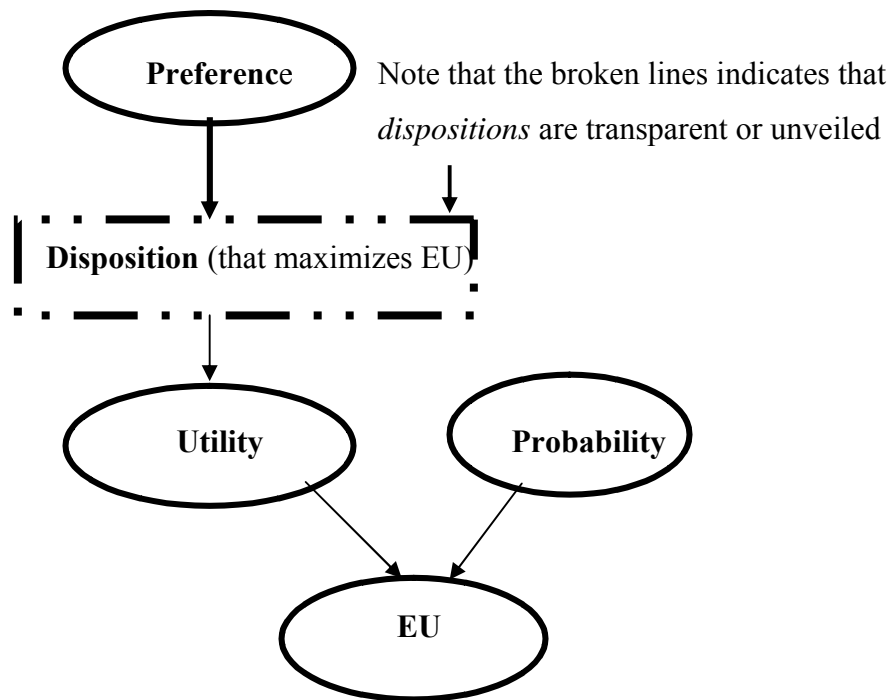 Preference
Note that the broken lines indicates that
dispositions are transparent or unveiled
Disposition (that maximizes EU)
Utility
Probability
EU